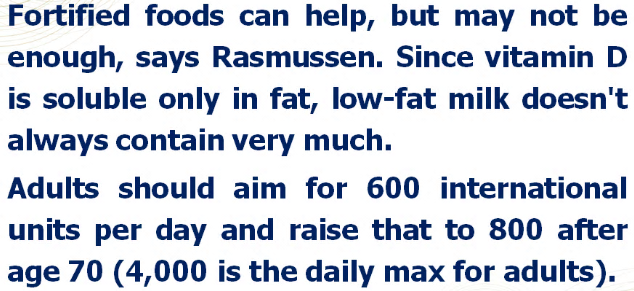 Fortified foods can help, but may not be
enough, says Rasmussen. Since vitamin D
is soluble only in fat, low-fat milk doesn't
always contain very much.
Adults should aim for 600 international
units per day and raise that to 800 after
age 70 (4,000 is the daily max for adults).